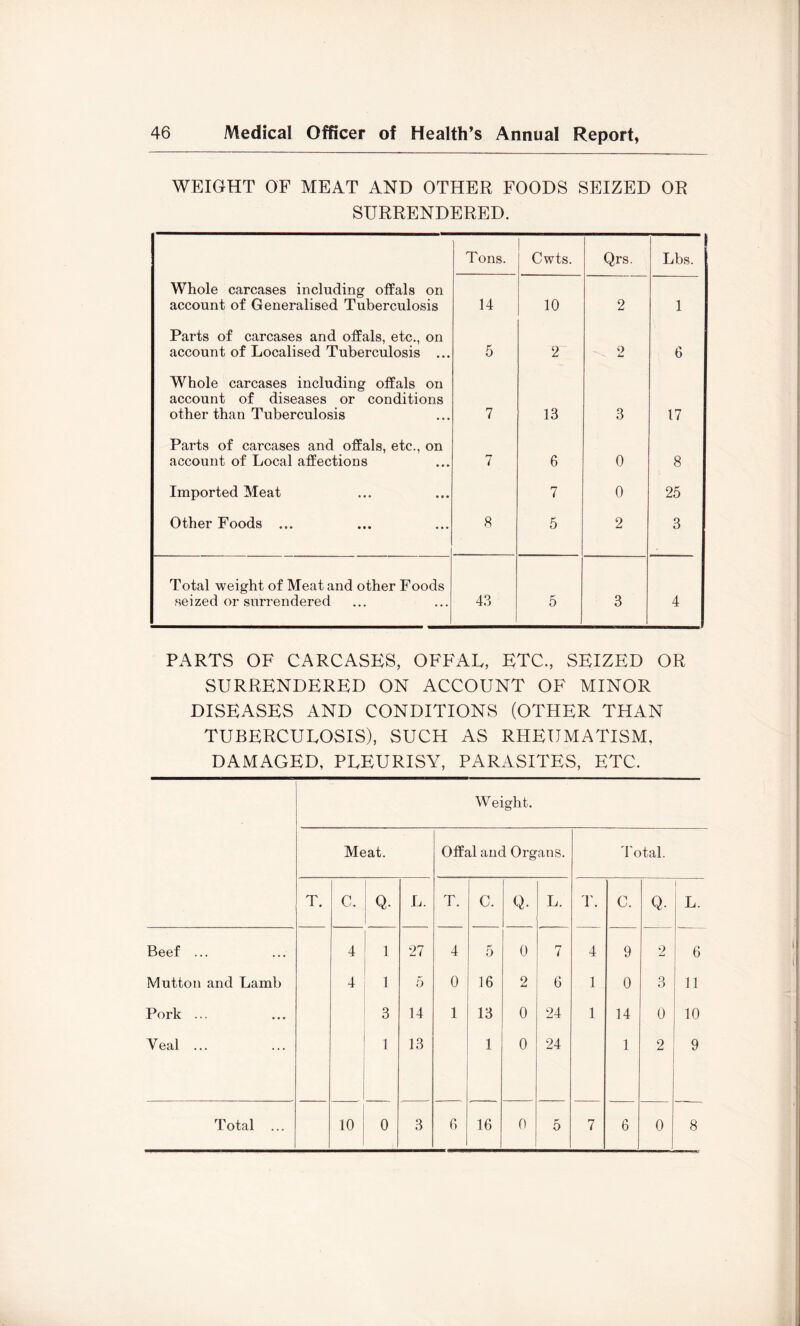 46 Medical Officer of Health's Annual Report,
WEIGHT OF MEAT AND OTHER FOODS SEIZED OR
SURRENDERED.
Tons. Cwts. Qrs. Lbs.
Whole carcases including offals on
account of Generalised Tuberculosis 14 10 2 1
Parts of carcases and offals, etc., on
account of Localised Tuberculosis ... 5 2 2 6
Whole carcases including offals on
account of diseases or conditions
other than Tuberculosis ... 7 13 3 17
Parts of carcases and offals, etc., on
account of Local affections ... 7 6 0 8
Imported Meat ... ... 7 0 25
Other Foods ... ... ... 8 5 2 3
Total weight of Meat and other Foods
seized or surrendered ... ... 43 5 3 4
PARTS OF CARCASES, OFFAL, ETC., SEIZED OR
SURRENDERED ON ACCOUNT OF MINOR
DISEASES AND CONDITIONS (OTHER THAN
TUBERCULOSIS), SUCH AS RHEUMATISM,
DAMAGED, PLEURISY, PARASITES, ETC.
Weight.
Meat. Offal and Organs. Total.
T. C. Q. L. T. C. Q. L. T. C. Q. L.
Beef ... ... 4 1 27 4 5 0 7 4 9 2 6
Mutton and Lamb 4 1 5 0 16 2 6 1 0 3 11
Pork ... ... 3 14 1 13 0 24 1 14 0 10
Veal ... ... 1 13 1 0 24 1 2 9
Total ... 10 0 3 6 16 0 5 7 6 0 8